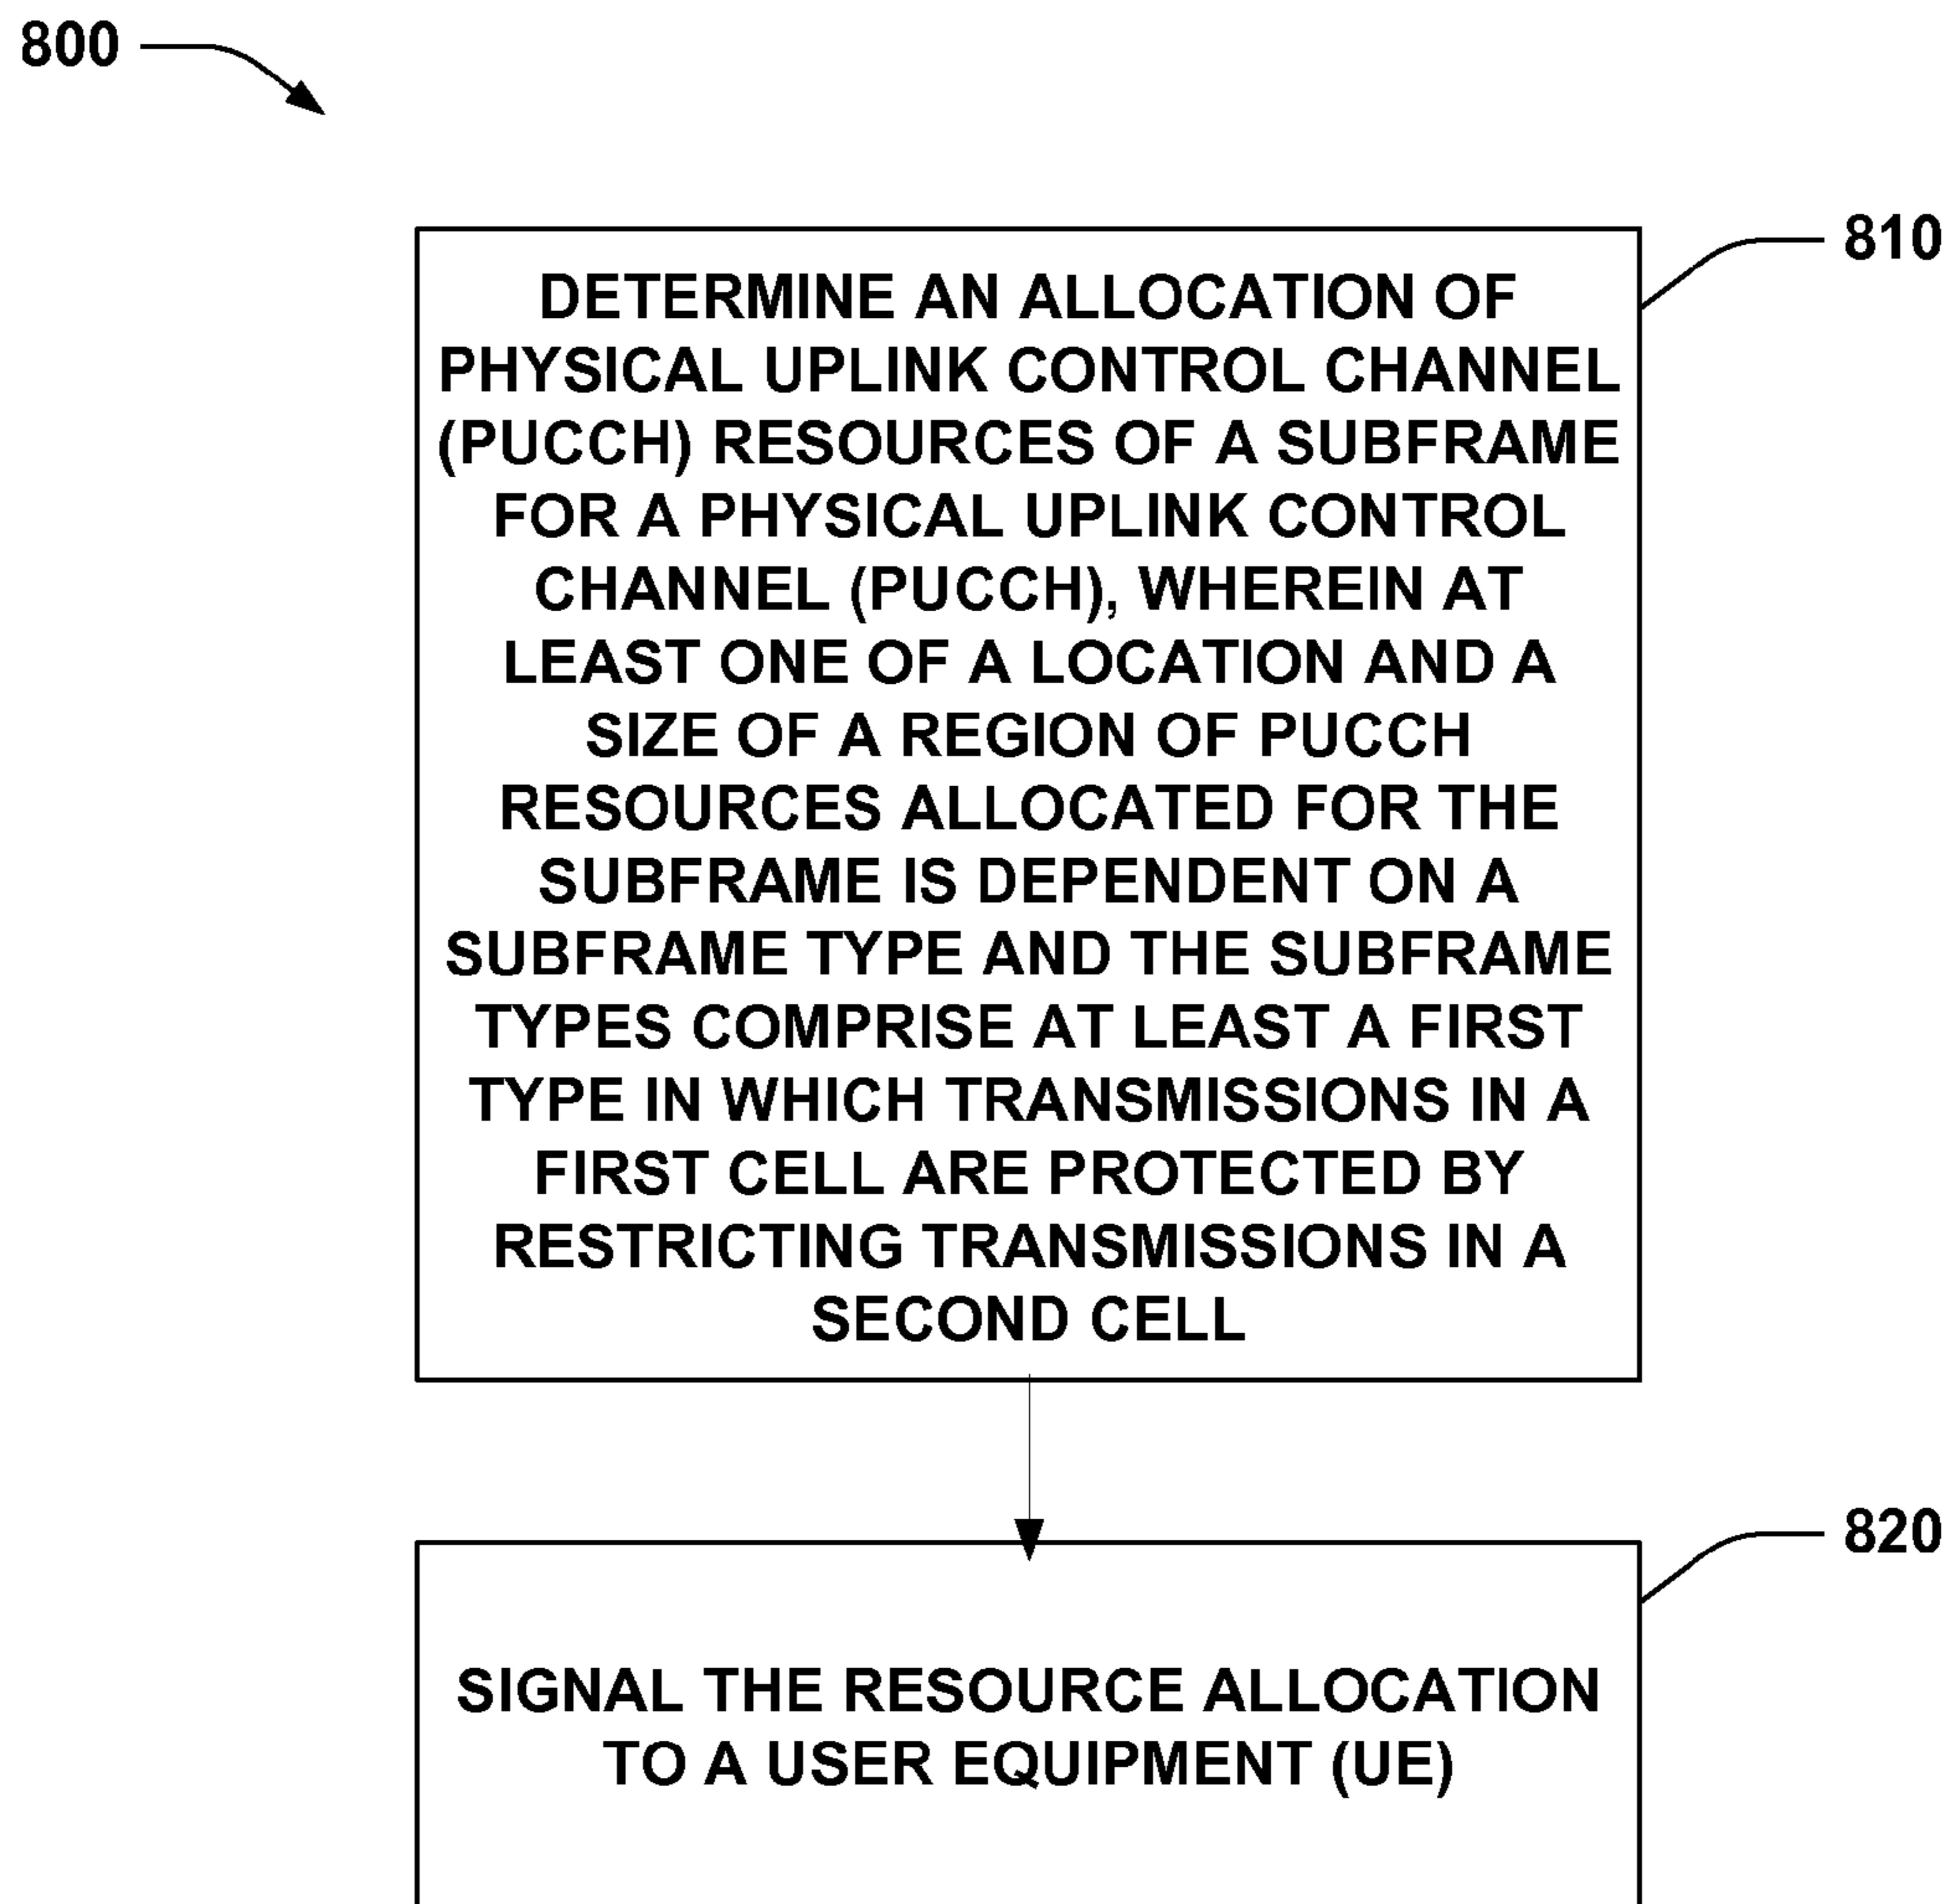 800
810
DETERMINE AN ALLOCATION OF
PHYSICAL UPLINK CONTROL CHANNEL
(PUCCH) RESOURCES OF A SUBFRAME
FOR A PHYSICAL UPLINK CONTROL
CHANNEL (PUCCH), WHEREIN AT
LEAST ONE OF A LOCATION AND A
SIZE OF A REGION OF PUCCH
RESOURCES ALLOCATED FOR THE
SUBFRAME IS DEPENDENT ON A
SUBFRAME TYPE AND THE SUBFRAME
TYPES COMPRISE AT LEAST A FIRST
TYPE IN WHICH TRANSMISSIONS IN A
FIRST CELL ARE PROTECTED BY
RESTRICTING TRANSMISSIONS IN A
SECOND CELL
820
SIGNAL THE RESOURCE ALLOCATION
TO A USER EQUIPMENT (UE)